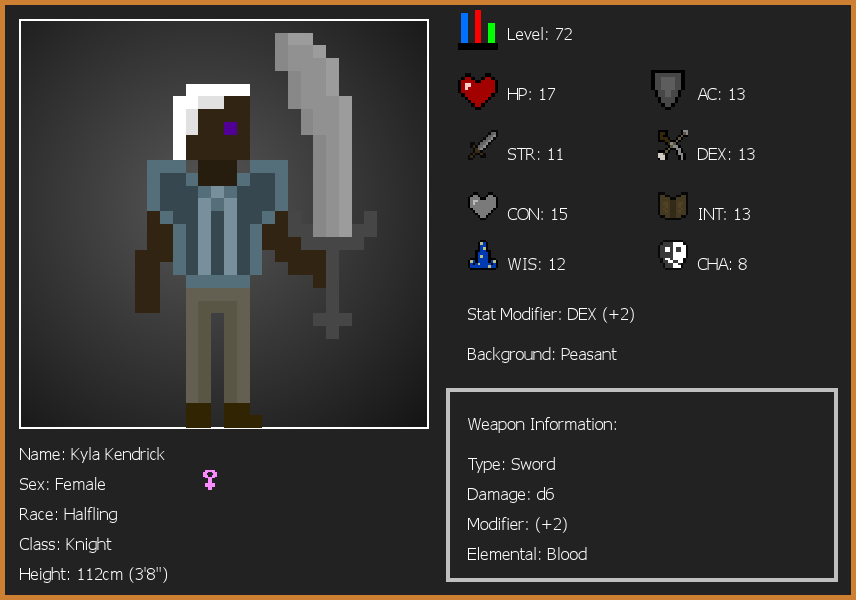 Level: 72
HP: 17
AC: 13
STR: 11
DEX: 13
CON: 15
INT: 13
WIS: 12
CHA: 8
Stat Modifier: DEX (+2)
Background: Peasant
Weapon Information:
Type: Sword
Damage: d6
Modifier: (+2)
Elemental: Blood
Name: Kyla Kendrick
Sex: Female
Race: Halfling
Class: Knight
Height: 112cm (3'8")